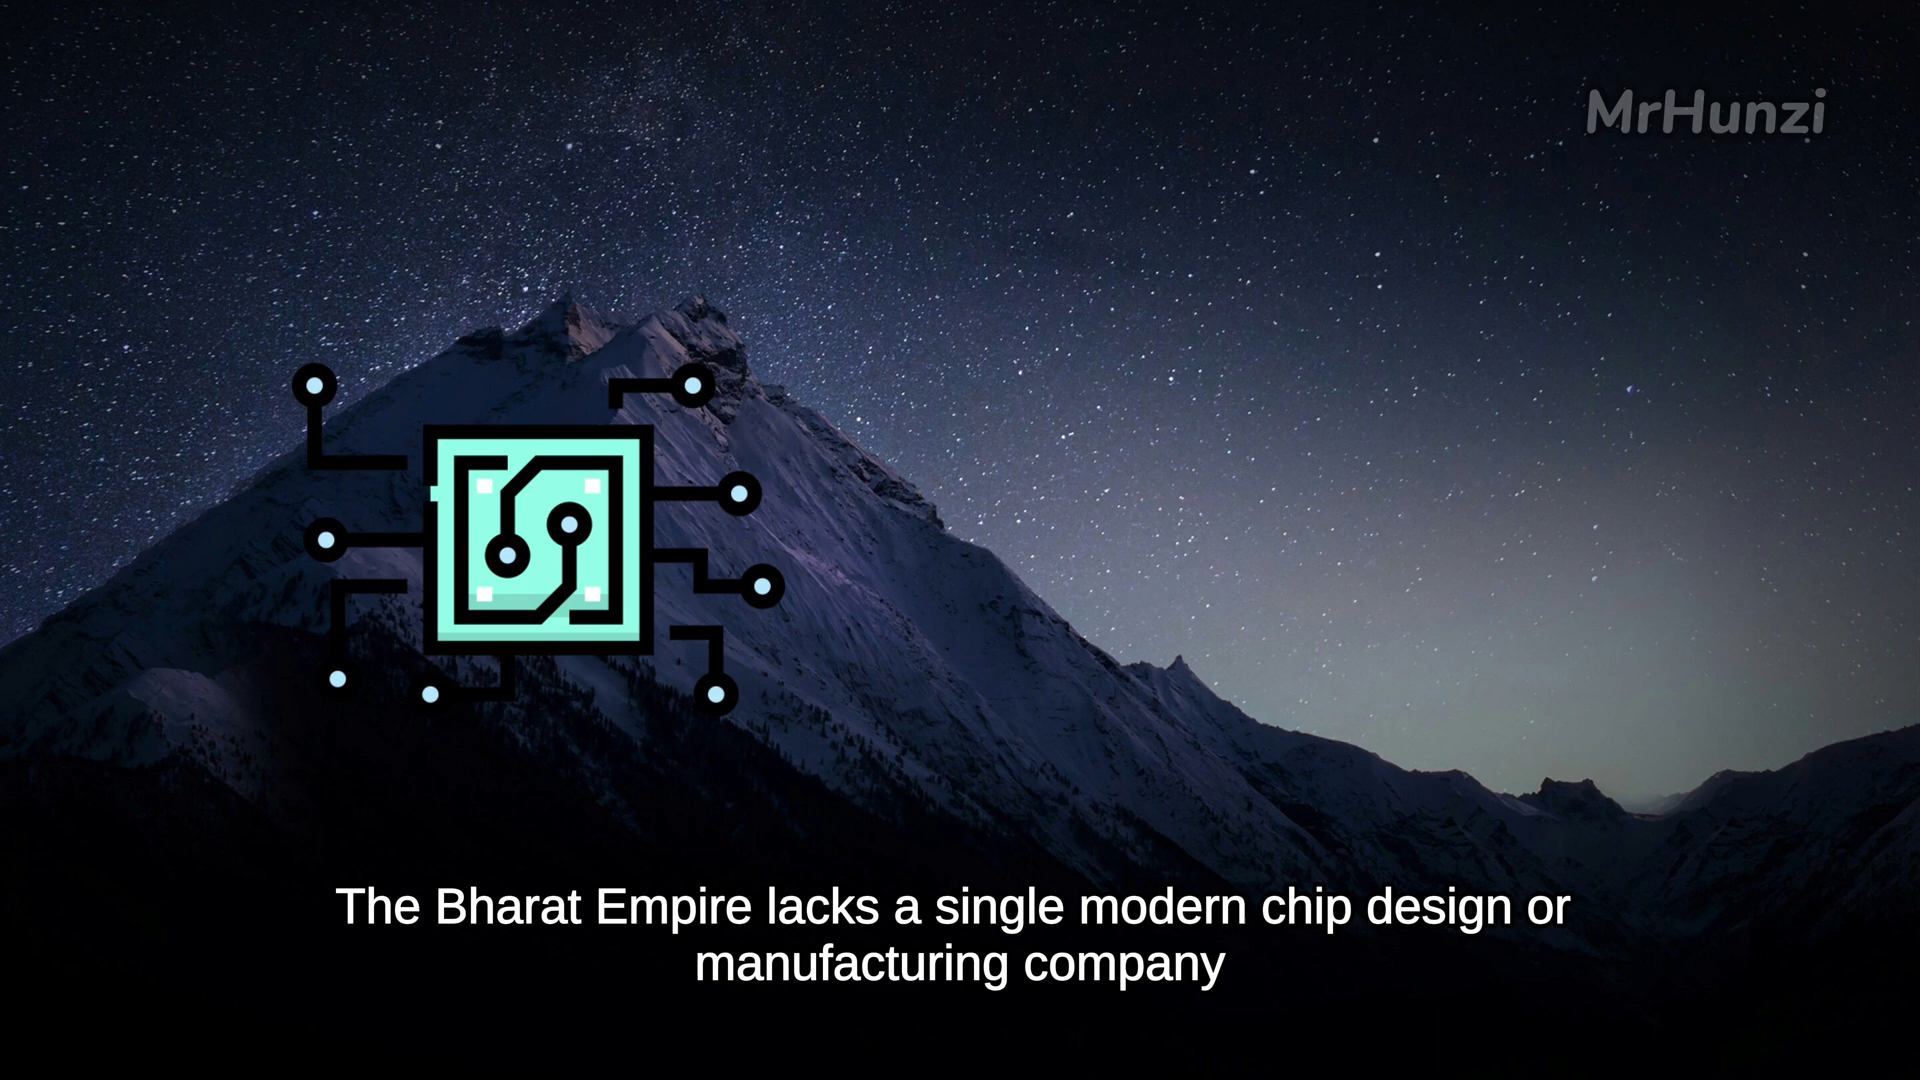 MrHunzi
The Bharat Empire lacks a single modern chip design or
manufacturing company